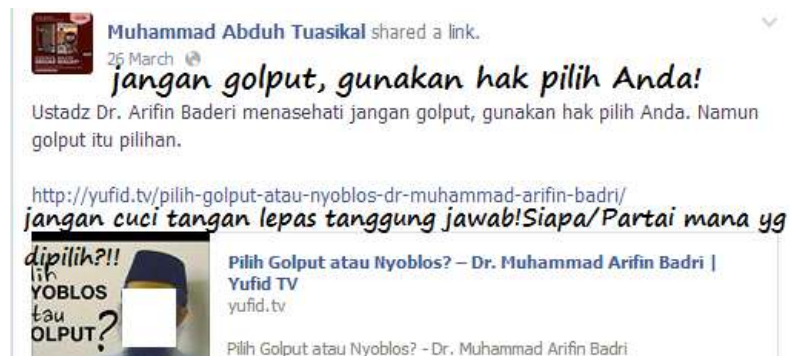 Muhammad Abduh Tuasikal shared a link.
26 March
jangan golput, gunakan hak pilih Anda!
Ustadz Dr. Arifin Baderi menasehati jangan golput, gunakan hak pilih Anda. Namun
golput itu pilihan.
http://yufid.tv/pilih-golput-atau-nyoblos-dr-muhammad-arifin-badri/
jangan cuci tangan lepas tanggung jawab!Siapa/Partai mana yg
dipilih?!!
lih
YOBLOS
tau
OLPUT?
Pilih Golput atau Nyoblos? – Dr. Muhammad Arifin Badri |
Yufid TV
yufid.tv
Pilih Golput atau Nyoblos? - Dr. Muhammad Arifin Badri